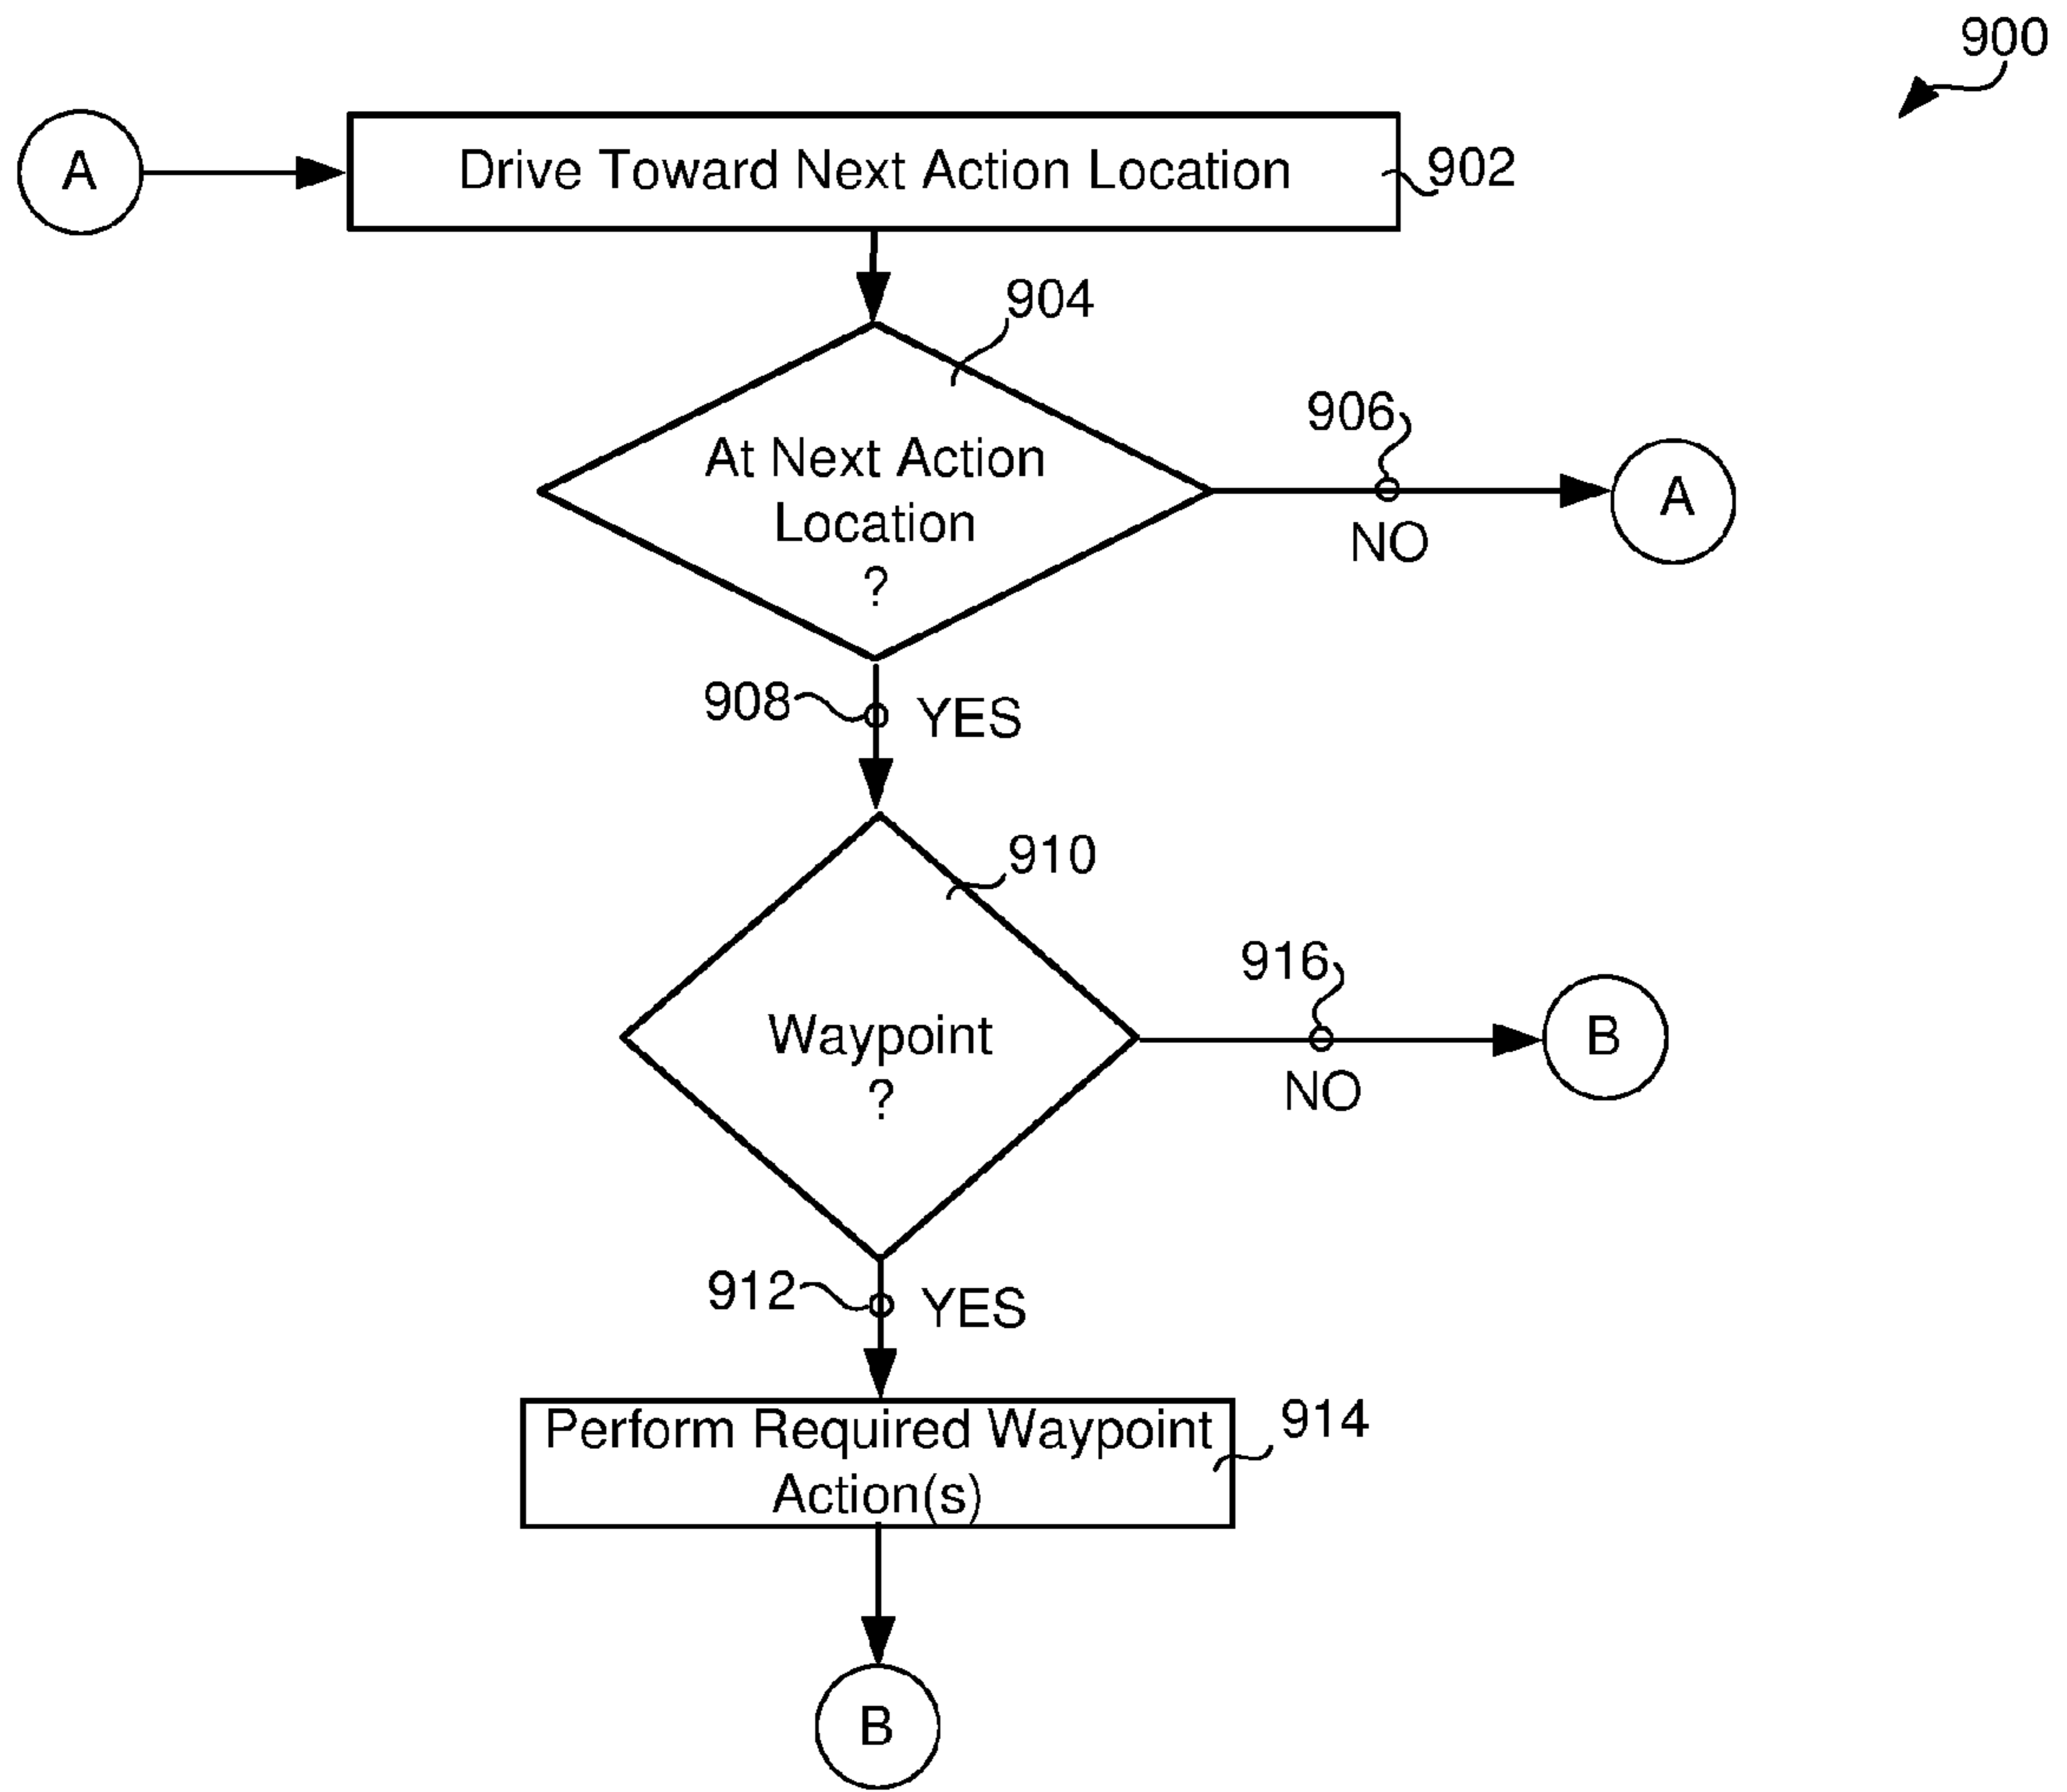 900
A
Drive Toward Next Action Location
902
904
At Next Action
Location
?
906
NO
A
908
YES
910
Waypoint
?
916
NO
B
912
YES
Perform Required Waypoint
Action(s)
914
B